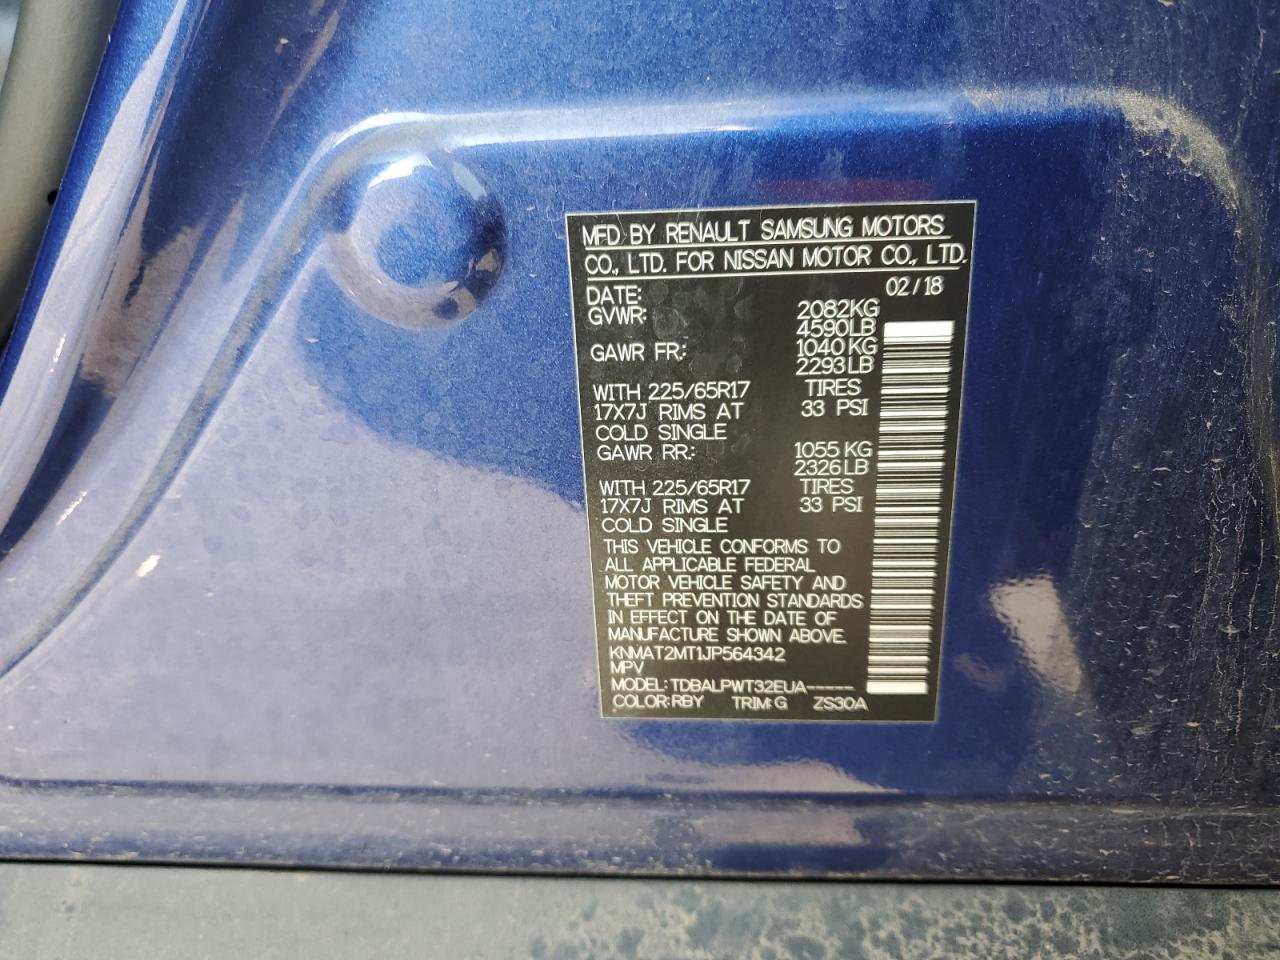 MFD BY RENAULT SAMSUNG MOTORS
CO., LTD. FOR NISSAN MOTOR CO., LTD.
DATE: 02/18
GVWR: 2082KG
4590LB
GAWR FR: 1040 KG
2293LB
WITH 225/65R17 TIRES
17X7J RIMS AT 33 PSI
COLD SINGLE
GAWR RR: 1055 KG
2326LB
WITH 225/65R17 TIRES
17X7J RIMS AT 33 PSI
COLD SINGLE
THIS VEHICLE CONFORMS TO
ALL APPLICABLE FEDERAL
MOTOR VEHICLE SAFETY AND
THEFT PREVENTION STANDARDS
IN EFFECT ON THE DATE OF
MANUFACTURE SHOWN ABOVE.
KNMAT2MT1JP564342
MPV
MODEL: TDBALPWT32EUA-----
COLOR: RBY TRIM: G ZS30A